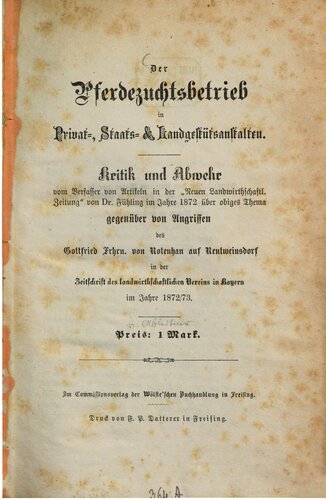 Der
Pferdezuchtsbetrieb
in
Privat-, Staats- & Landgestütsanstalten.
Kritik und Abwehr
vom Verfasser von Artikeln in der „Neuen Landwirthschaftl.
Zeitung" von Dr. Fühling im Jahre 1872 über obiges Thema
gegenüber von Angriffen
des
Gottfried Frhrn. von Rotenhan auf Neutweinsdorf
in der
Zeitschrift des landwirthschaftlichen Vereins in Bayern
im Jahre 1872/73.
Preis: 1 Mark.
Im Commissionsverlag der Wölfle'schen Buchhandlung in Freising.
Druck von F. P. Datterer in Freising.
364 A